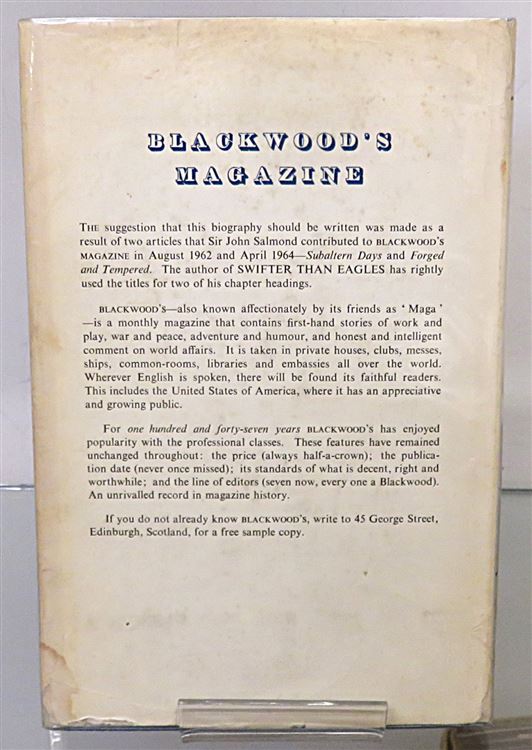 BLACKWOOD'S
MAGAZINE
THE suggestion that this biography should be written was made as a
result of two articles that Sir John Salmond contributed to BLACKWOOD'S
MAGAZINE in August 1962 and April 1964—Subaltern Days and Forged
and Tempered. The author of SWIFTER THAN EAGLES has rightly
used the titles for two of his chapter headings.
BLACKWOOD'S—also known affectionately by its friends as ' Maga '
—is a monthly magazine that contains first-hand stories of work and
play, war and peace, adventure and humour, and honest and intelligent
comment on world affairs. It is taken in private houses, clubs, messes,
ships, common-rooms, libraries and embassies all over the world.
Wherever English is spoken, there will be found its faithful readers.
This includes the United States of America, where it has an appreciative
and growing public.
For one hundred and forty-seven years BLACKWOOD'S has enjoyed
popularity with the professional classes. These features have remained
unchanged throughout: the price (always half-a-crown); the publica-
tion date (never once missed); its standards of what is decent, right and
worthwhile; and the line of editors (seven now, every one a Blackwood).
An unrivalled record in magazine history.
If you do not already know BLACKWOOD'S, write to 45 George Street,
Edinburgh, Scotland, for a free sample copy.